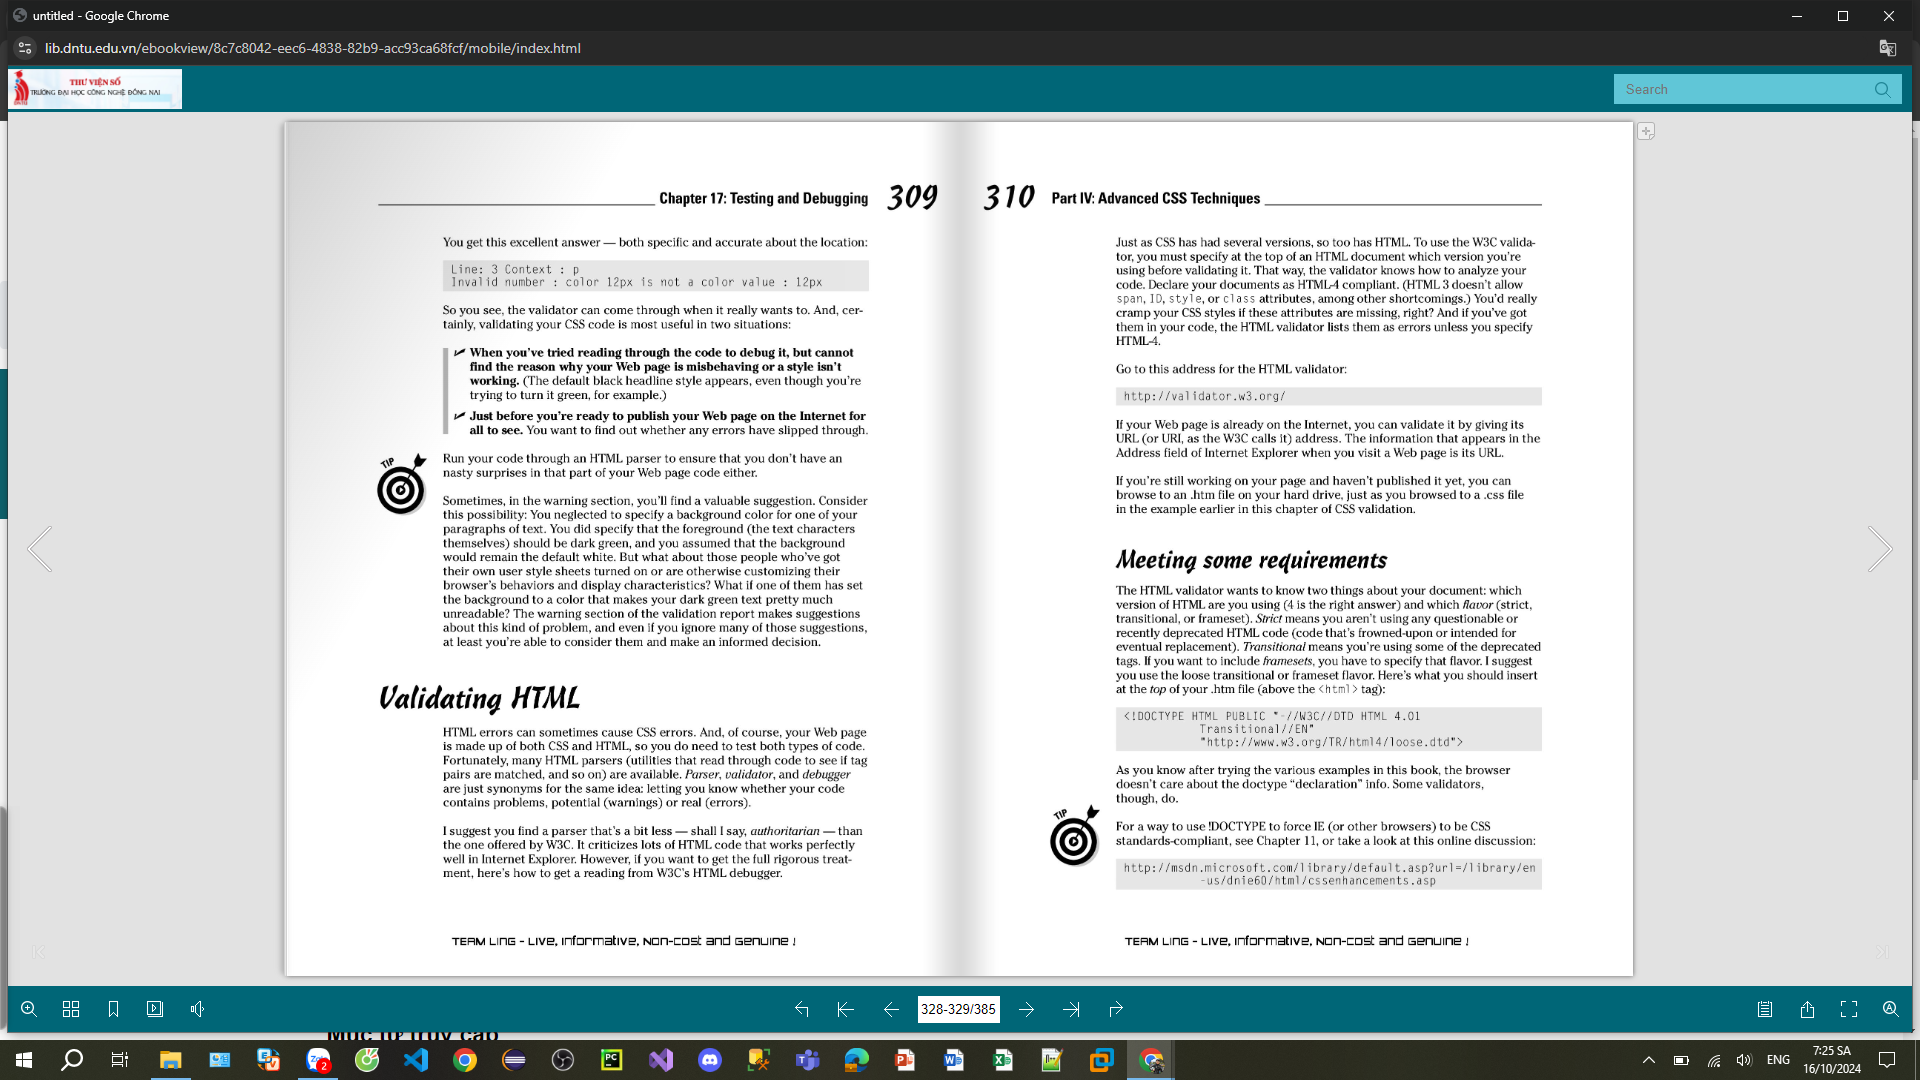 untitled - Google Chrome
lib.dntu.edu.vn/ebookview/8c7c8042-eec6-4838-82b9-acc93ca68fcf/mobile/index.html
THƯ VIỆN SỐ
TRƯỜNG ĐẠI HỌC CÔNG NGHỆ ĐỒNG NAI
Search
Chapter 17: Testing and Debugging 309
You get this excellent answer — both specific and accurate about the location:
Line: 3 Context : p
Invalid number : color 12px is not a color value : 12px
So you see, the validator can come through when it really wants to. And, cer-
tainly, validating your CSS code is most useful in two situations:
When you've tried reading through the code to debug it, but cannot
find the reason why your Web page is misbehaving or a style isn't
working. (The default black headline style appears, even though you're
trying to turn it green, for example.)
Just before you're ready to publish your Web page on the Internet for
all to see. You want to find out whether any errors have slipped through.
TIP
Run your code through an HTML parser to ensure that you don't have an
nasty surprises in that part of your Web page code either.
Sometimes, in the warning section, you'll find a valuable suggestion. Consider
this possibility: You neglected to specify a background color for one of your
paragraphs of text. You did specify that the foreground (the text characters
themselves) should be dark green, and you assumed that the background
would remain the default white. But what about those people who've got
their own user style sheets turned on or are otherwise customizing their
browser's behaviors and display characteristics? What if one of them has set
the background to a color that makes your dark green text pretty much
unreadable? The warning section of the validation report makes suggestions
about this kind of problem, and even if you ignore many of those suggestions,
at least you're able to consider them and make an informed decision.
Validating HTML
HTML errors can sometimes cause CSS errors. And, of course, your Web page
is made up of both CSS and HTML, so you do need to test both types of code.
Fortunately, many HTML parsers (utilities that read through code to see if tag
pairs are matched, and so on) are available. Parser, validator, and debugger
are just synonyms for the same idea: letting you know whether your code
contains problems, potential (warnings) or real (errors).
I suggest you find a parser that's a bit less — shall I say, authoritarian — than
the one offered by W3C. It criticizes lots of HTML code that works perfectly
well in Internet Explorer. However, if you want to get the full rigorous treat-
ment, here's how to get a reading from W3C's HTML debugger.
TEAM LING - LIVE, Informative, Non-cost and Genuine !
310 Part IV: Advanced CSS Techniques
Just as CSS has had several versions, so too has HTML. To use the W3C valida-
tor, you must specify at the top of an HTML document which version you're
using before validating it. That way, the validator knows how to analyze your
code. Declare your documents as HTML-4 compliant. (HTML 3 doesn't allow
span, ID, style, or class attributes, among other shortcomings.) You'd really
cramp your CSS styles if these attributes are missing, right? And if you've got
them in your code, the HTML validator lists them as errors unless you specify
HTML-4.
Go to this address for the HTML validator:
http://validator.w3.org/
If your Web page is already on the Internet, you can validate it by giving its
URL (or URI, as the W3C calls it) address. The information that appears in the
Address field of Internet Explorer when you visit a Web page is its URL.
If you're still working on your page and haven't published it yet, you can
browse to an .htm file on your hard drive, just as you browsed to a .css file
in the example earlier in this chapter of CSS validation.
Meeting some requirements
The HTML validator wants to know two things about your document: which
version of HTML are you using (4 is the right answer) and which flavor (strict,
transitional, or frameset). Strict means you aren't using any questionable or
recently deprecated HTML code (code that's frowned-upon or intended for
eventual replacement). Transitional means you're using some of the deprecated
tags. If you want to include framesets, you have to specify that flavor. I suggest
you use the loose transitional or frameset flavor. Here's what you should insert
at the top of your .htm file (above the <html> tag):
<!DOCTYPE HTML PUBLIC "-//W3C//DTD HTML 4.01
Transitional//EN"
"http://www.w3.org/TR/html4/loose.dtd">
As you know after trying the various examples in this book, the browser
doesn't care about the doctype “declaration” info. Some validators,
though, do.
TIP
For a way to use !DOCTYPE to force IE (or other browsers) to be CSS
standards-compliant, see Chapter 11, or take a look at this online discussion:
http://msdn.microsoft.com/library/default.asp?url=/library/en
-us/dnie60/html/cssenhancements.asp
TEAM LING - LIVE, Informative, Non-cost and Genuine !
328-329/385
ENG
7:25 SA
16/10/2024